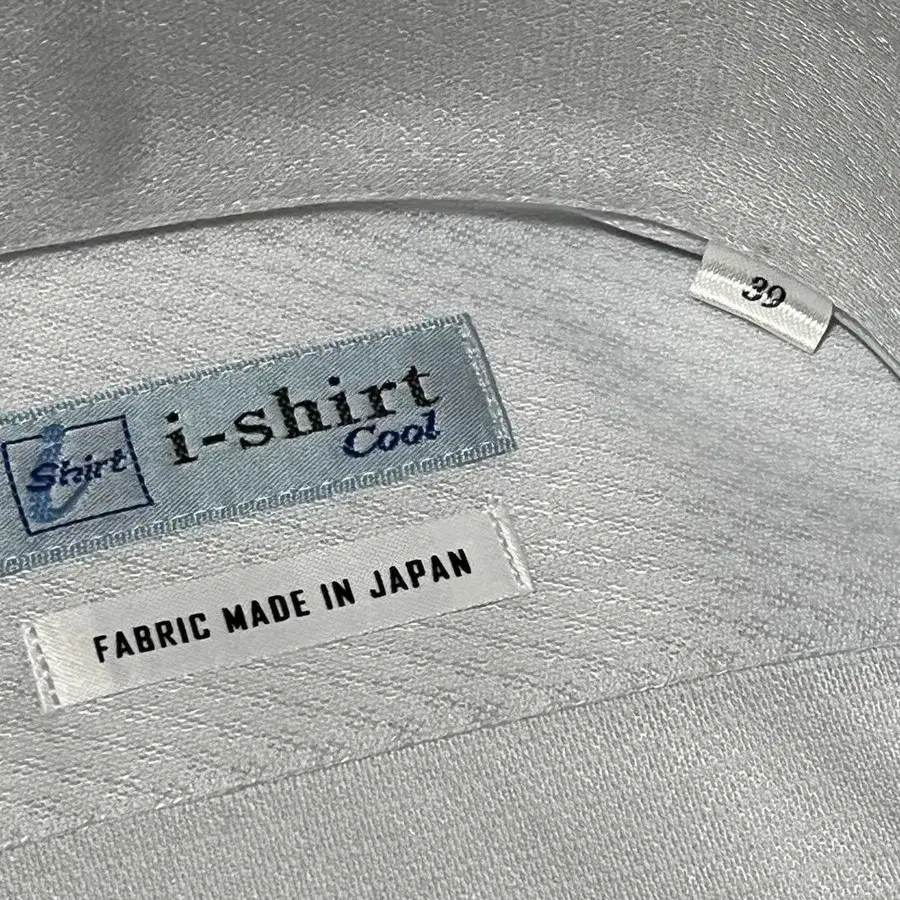 39
i-shirt
Cool
Shirt
FABRIC MADE IN JAPAN